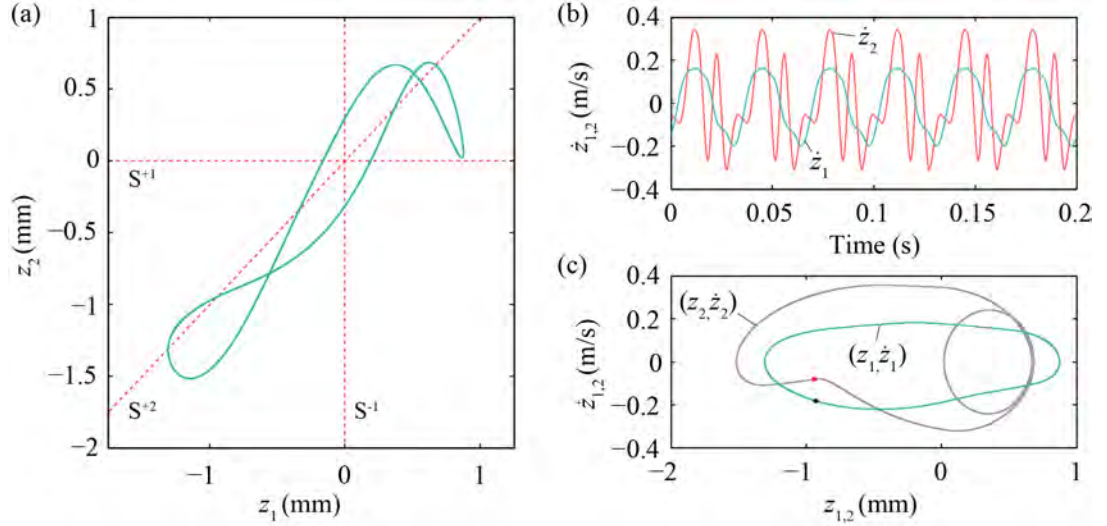 (a)
1
0.5
0
−0.5
−1
−1.5
−2
z₂ (mm)
S⁺¹
S⁺²
S⁻¹
−1
0
1
z₁ (mm)
(b)
0.4
0.2
0
−0.2
−0.4
ż₁,₂ (m/s)
ż₂
ż₁
0
0.05
0.1
0.15
0.2
Time (s)
(c)
0.4
0.2
0
−0.2
−0.4
ż₁,₂ (m/s)
(z₂, ż₂)
(z₁, ż₁)
−2
−1
0
1
z₁,₂ (mm)